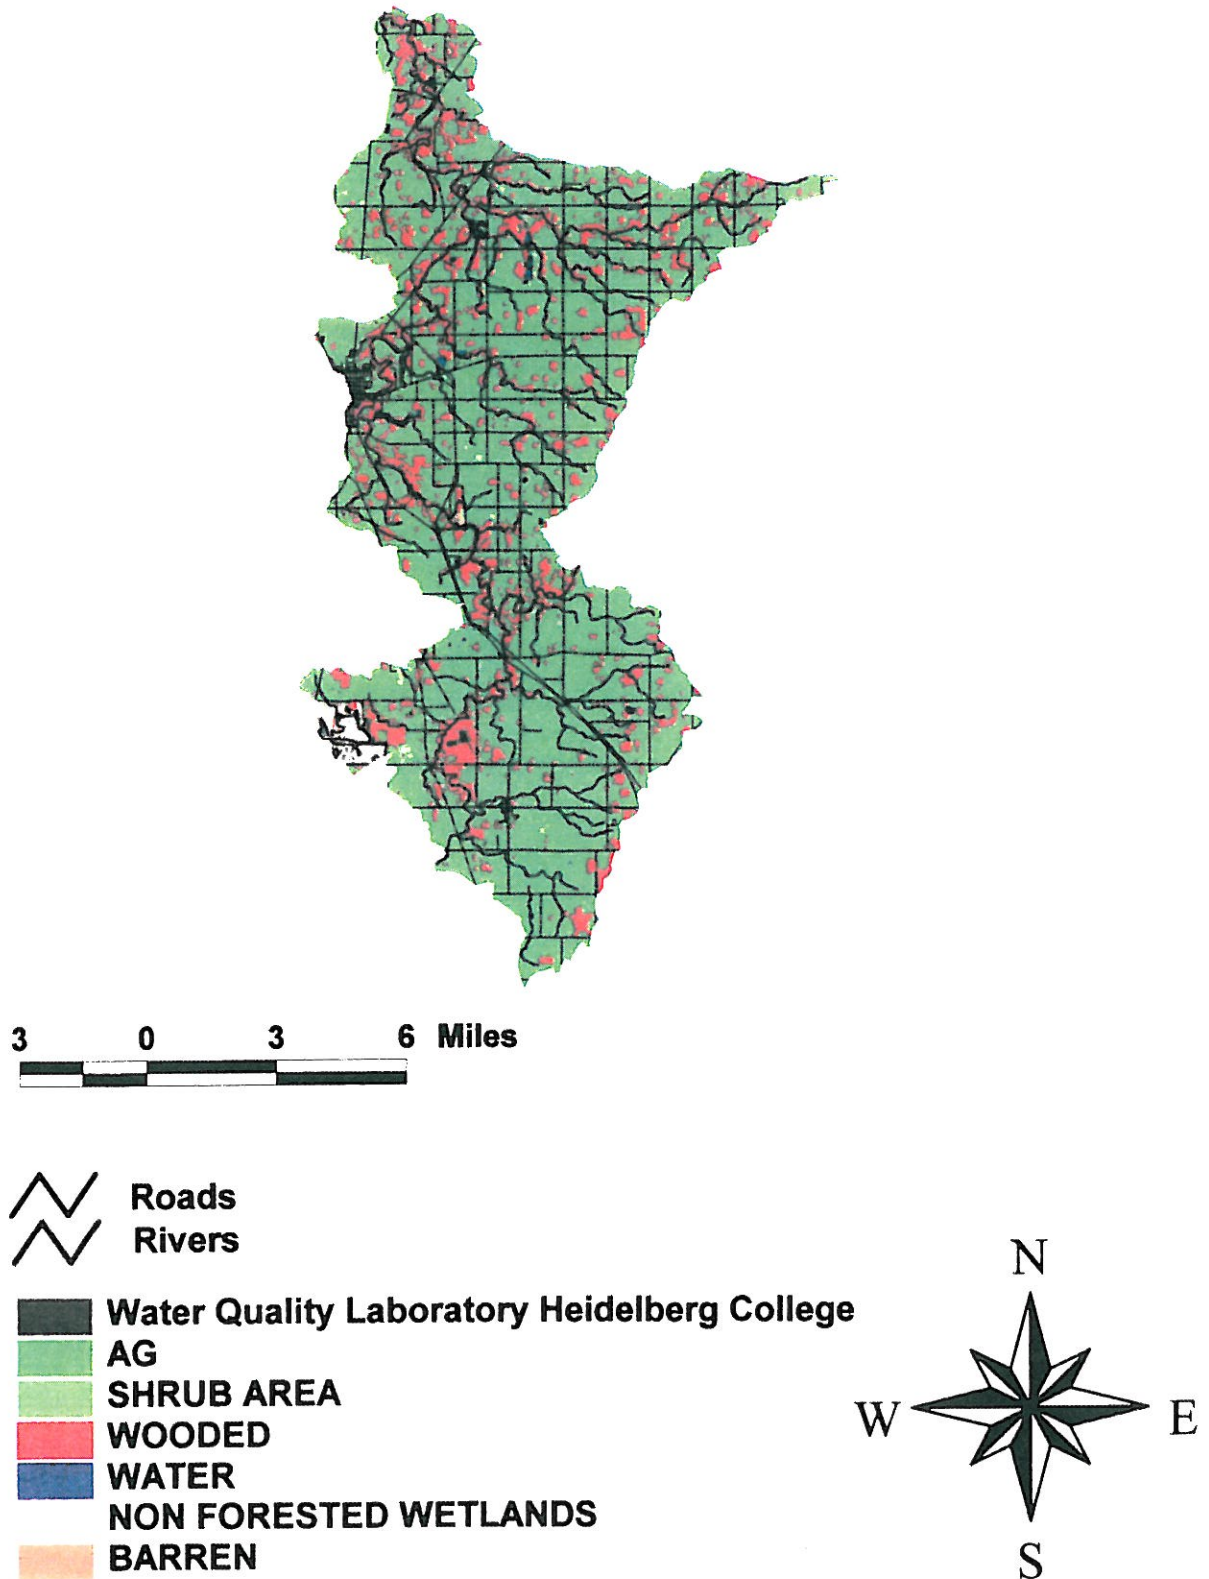 3 0 3 6 Miles
Roads
Rivers
Water Quality Laboratory Heidelberg College
AG
SHRUB AREA
WOODED
WATER
NON FORESTED WETLANDS
BARREN
N
W E
S